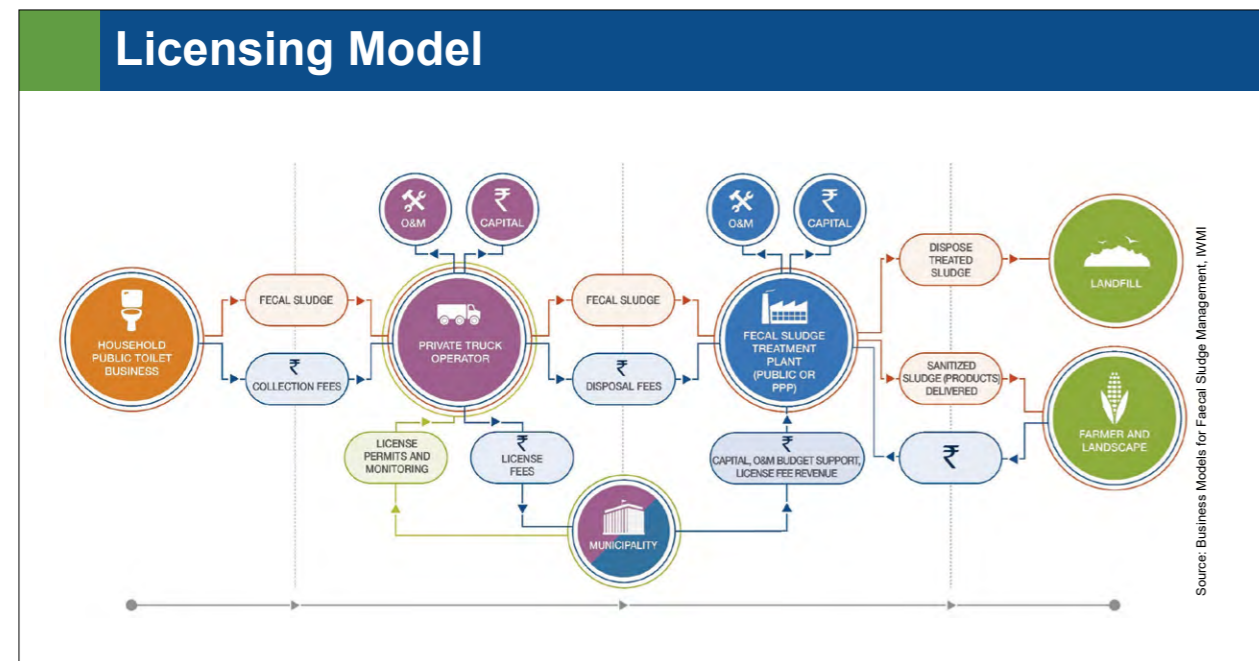 Licensing Model
O&M
₹
CAPITAL
O&M
₹
CAPITAL
HOUSEHOLD
PUBLIC TOILET
BUSINESS
FECAL SLUDGE
₹
COLLECTION FEES
PRIVATE TRUCK
OPERATOR
FECAL SLUDGE
₹
DISPOSAL FEES
FECAL SLUDGE
TREATMENT
PLANT
(PUBLIC OR
PPP)
DISPOSE
TREATED
SLUDGE
LANDFILL
SANITIZED
SLUDGE (PRODUCTS)
DELIVERED
₹
FARMER AND
LANDSCAPE
LICENSE
PERMITS AND
MONITORING
₹
LICENSE
FEES
₹
CAPITAL, O&M BUDGET SUPPORT,
LICENSE FEE REVENUE
MUNICIPALITY
Source: Business Models for Faecal Sludge Management, IWMI